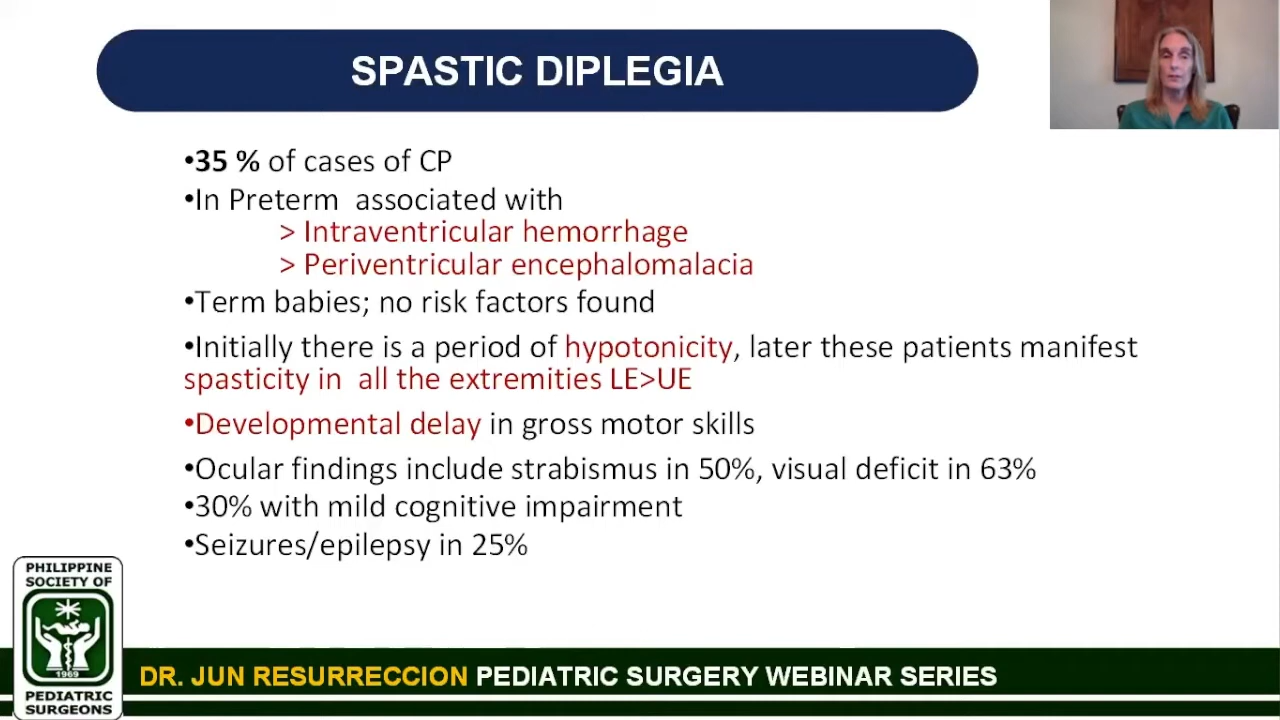 SPASTIC DIPLEGIA
•35 % of cases of CP
•In Preterm  associated with
> Intraventricular hemorrhage
> Periventricular encephalomalacia
•Term babies; no risk factors found
•Initially there is a period of hypotonicity, later these patients manifest
spasticity in  all the extremities LE>UE
•Developmental delay in gross motor skills
•Ocular findings include strabismus in 50%, visual deficit in 63%
•30% with mild cognitive impairment
•Seizures/epilepsy in 25%
PHILIPPINE
SOCIETY OF
1969
PEDIATRIC
SURGEONS
DR. JUN RESURRECCION PEDIATRIC SURGERY WEBINAR SERIES